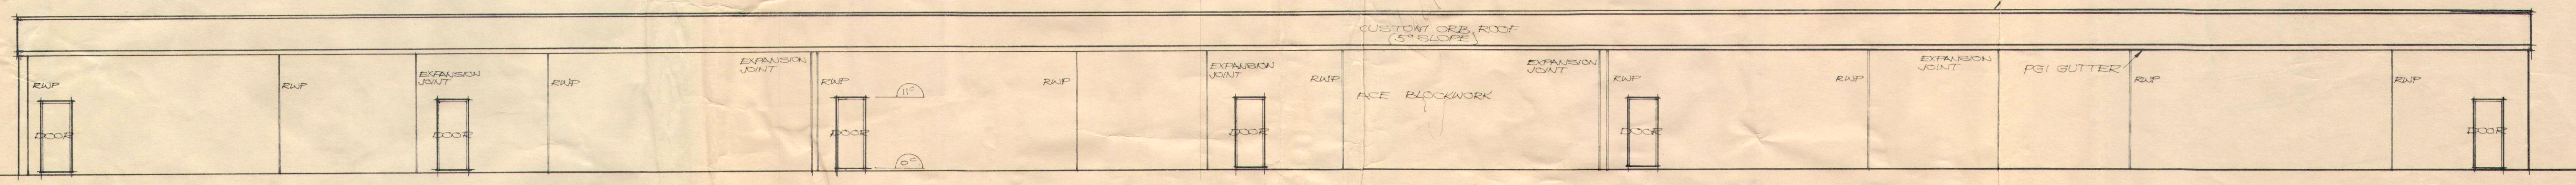 CUSTOM ORB ROOF
(5° SLOPE)
RWP
DOOR
RWP
EXPANSION
JOINT
DOOR
RWP
EXPANSION
JOINT
RWP
DOOR
11°
0°
RWP
EXPANSION
JOINT
DOOR
RWP
ACE BLOCKWORK
EXPANSION
JOINT
RWP
DOOR
RWP
EXPANSION
JOINT
PGI GUTTER
RWP
RWP
DOOR